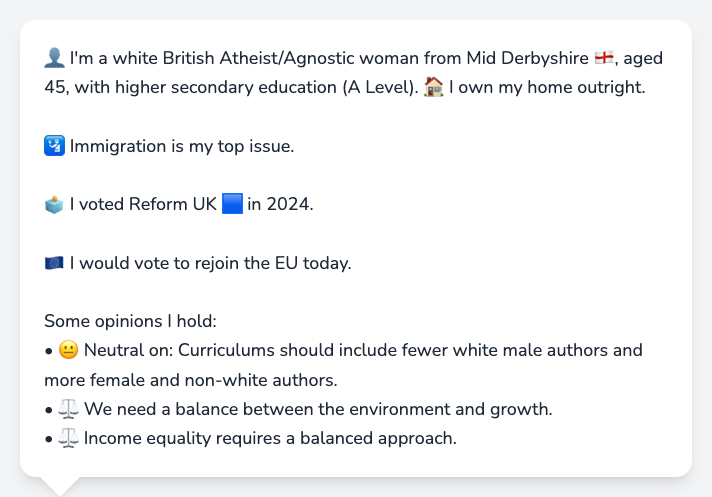 👤 I'm a white British Atheist/Agnostic woman from Mid Derbyshire 🏴󠁧󠁢󠁥󠁮󠁧󠁿, aged
45, with higher secondary education (A Level). 🏠 I own my home outright.
🛂 Immigration is my top issue.
🗳️ I voted Reform UK 🟦 in 2024.
🇪🇺 I would vote to rejoin the EU today.
Some opinions I hold:
• 😐 Neutral on: Curriculums should include fewer white male authors and
more female and non-white authors.
• ⚖️ We need a balance between the environment and growth.
• ⚖️ Income equality requires a balanced approach.